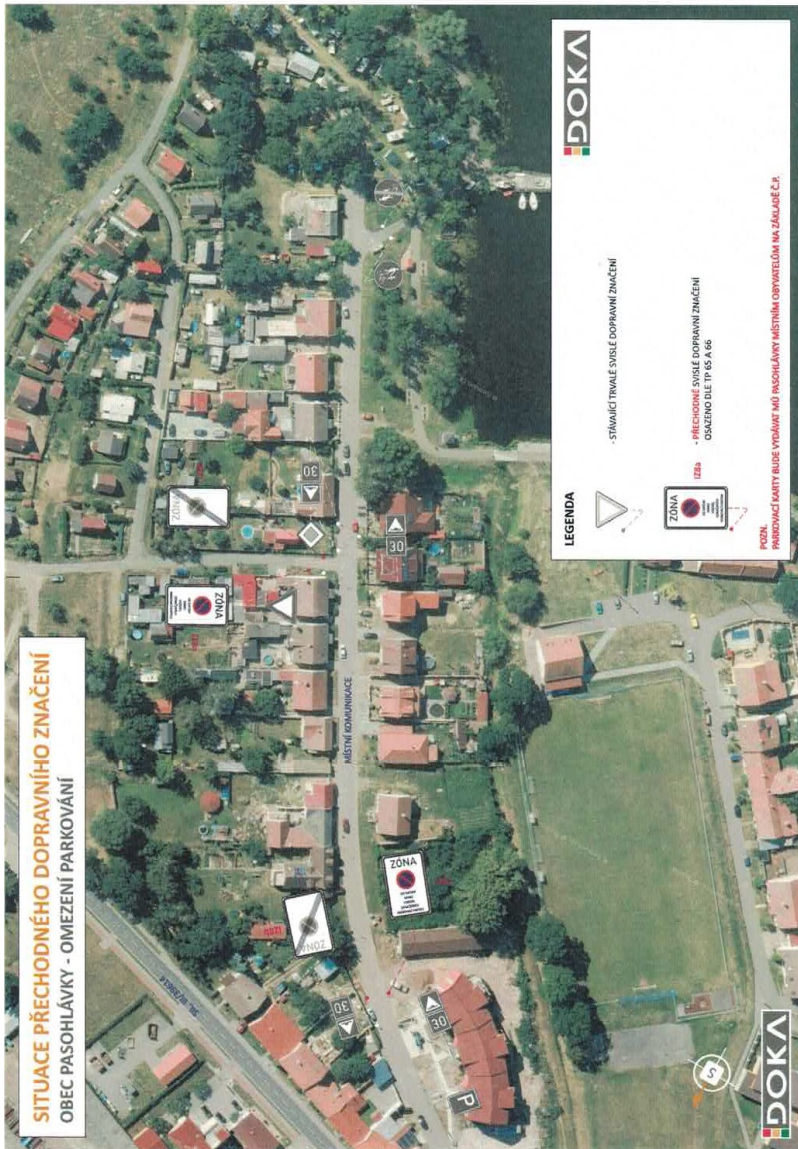 SITUACE PŘECHODNÉHO DOPRAVNÍHO ZNAČENÍ
OBEC PASOHLÁVKY - OMEZENÍ PARKOVÁNÍ
MÍSTNÍ KOMUNIKACE
ZÓNA
ZÓNA
ZÓNA
ZÓNA
IZ8b
30
30
30
30
P
S
LEGENDA
- STÁVAJÍCÍ TRVALÉ SVISLÉ DOPRAVNÍ ZNAČENÍ
ZÓNA
IZ8a
- PŘECHODNÉ SVISLÉ DOPRAVNÍ ZNAČENÍ
OSAZENO DLE TP 65 A 66
POZN.
PARKOVACÍ KARTY BUDE VYDÁVAT MÚ PASOHLÁVKY MÍSTNÍM OBYVATELŮM NA ZÁKLADĚ Č.P.
DOKA
DOKA